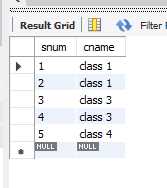 Result Grid Filter
snum cname
1 class 1
2 class 1
3 class 3
4 class 3
5 class 4
NULL NULL